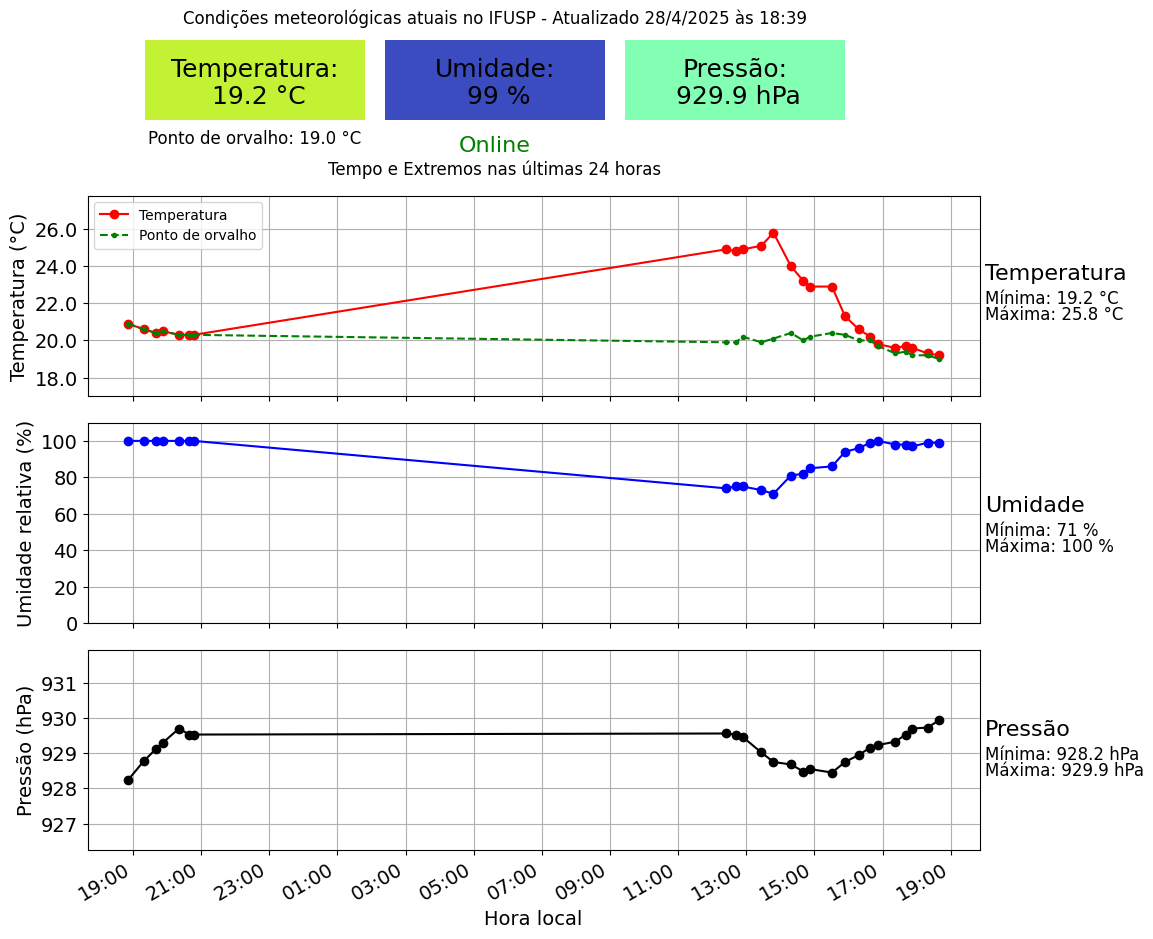 Condições meteorológicas atuais no IFUSP - Atualizado 28/4/2025 às 18:39
Temperatura:
19.2 °C
Umidade:
99 %
Pressão:
929.9 hPa
Ponto de orvalho: 19.0 °C
Online
Tempo e Extremos nas últimas 24 horas
Temperatura (°C)
26.0
24.0
22.0
20.0
18.0
Temperatura
Ponto de orvalho
Temperatura
Mínima: 19.2 °C
Máxima: 25.8 °C
Umidade relativa (%)
100
80
60
40
20
0
Umidade
Mínima: 71 %
Máxima: 100 %
Pressão (hPa)
931
930
929
928
927
Pressão
Mínima: 928.2 hPa
Máxima: 929.9 hPa
19:00
21:00
23:00
01:00
03:00
05:00
07:00
09:00
11:00
13:00
15:00
17:00
19:00
Hora local